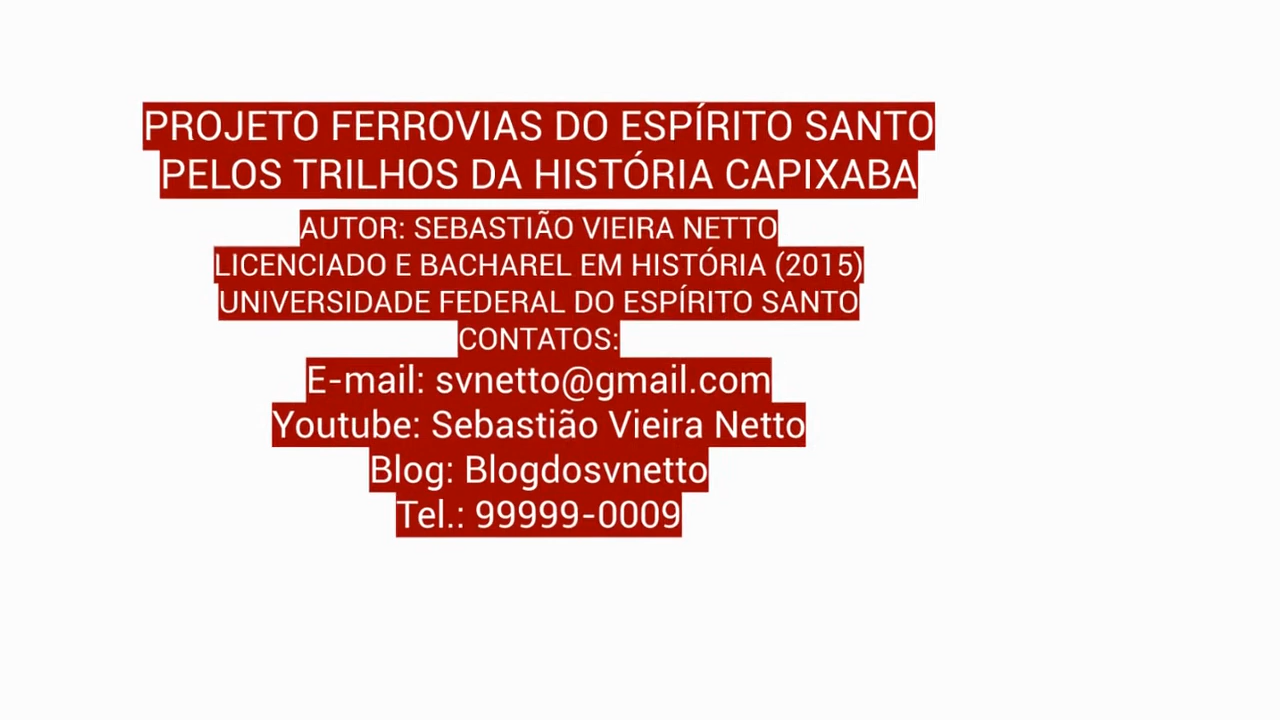 PROJETO FERROVIAS DO ESPÍRITO SANTO
PELOS TRILHOS DA HISTÓRIA CAPIXABA
AUTOR: SEBASTIÃO VIEIRA NETTO
LICENCIADO E BACHAREL EM HISTÓRIA (2015)
UNIVERSIDADE FEDERAL DO ESPÍRITO SANTO
CONTATOS:
E-mail: svnetto@gmail.com
Youtube: Sebastião Vieira Netto
Blog: Blogdosvnetto
Tel.: 99999-0009